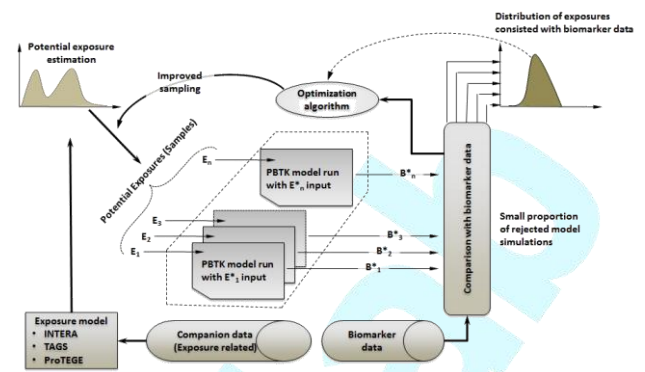 Distribution of exposures
consisted with biomarker data
Potential exposure
estimation
Improved
sampling
Optimization
algorithm
Potential Exposures (Samples)
Eₙ
PBTK model run
with E*ₙ input
B*ₙ
E₃
E₂
E₁
PBTK model run
with E*₁ input
B*₃
B*₂
B*₁
Comparison with biomarker data
Small proportion
of rejected model
simulations
Exposure model
• INTERA
• TAGS
• ProTEGE
Companion data
(Exposure related)
Biomarker
data